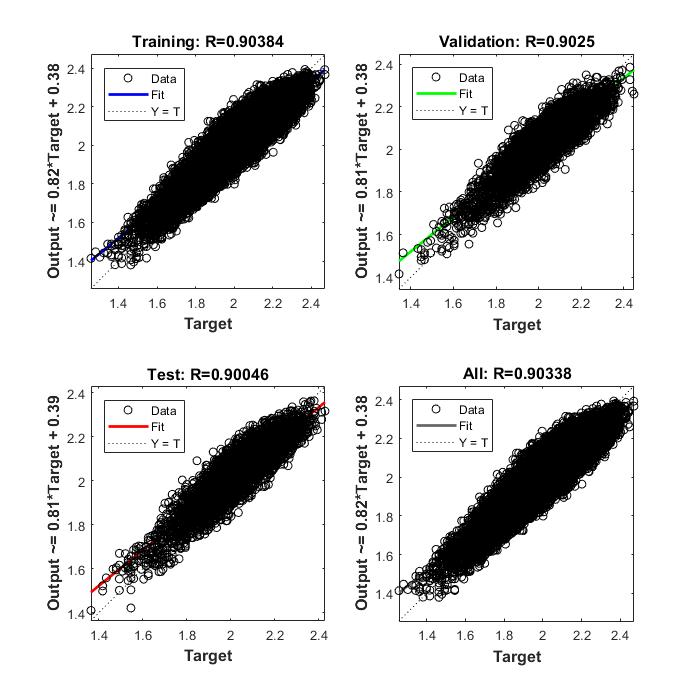 Training: R=0.90384
Output ~= 0.82*Target + 0.38
2.4
2.2
2
1.8
1.6
1.4
Data
Fit
Y = T
1.4 1.6 1.8 2 2.2 2.4
Target
Validation: R=0.9025
Output ~= 0.81*Target + 0.38
2.4
2.2
2
1.8
1.6
1.4
Data
Fit
Y = T
1.4 1.6 1.8 2 2.2 2.4
Target
Test: R=0.90046
Output ~= 0.81*Target + 0.39
2.4
2.2
2
1.8
1.6
1.4
Data
Fit
Y = T
1.4 1.6 1.8 2 2.2 2.4
Target
All: R=0.90338
Output ~= 0.82*Target + 0.38
2.4
2.2
2
1.8
1.6
1.4
Data
Fit
Y = T
1.4 1.6 1.8 2 2.2 2.4
Target